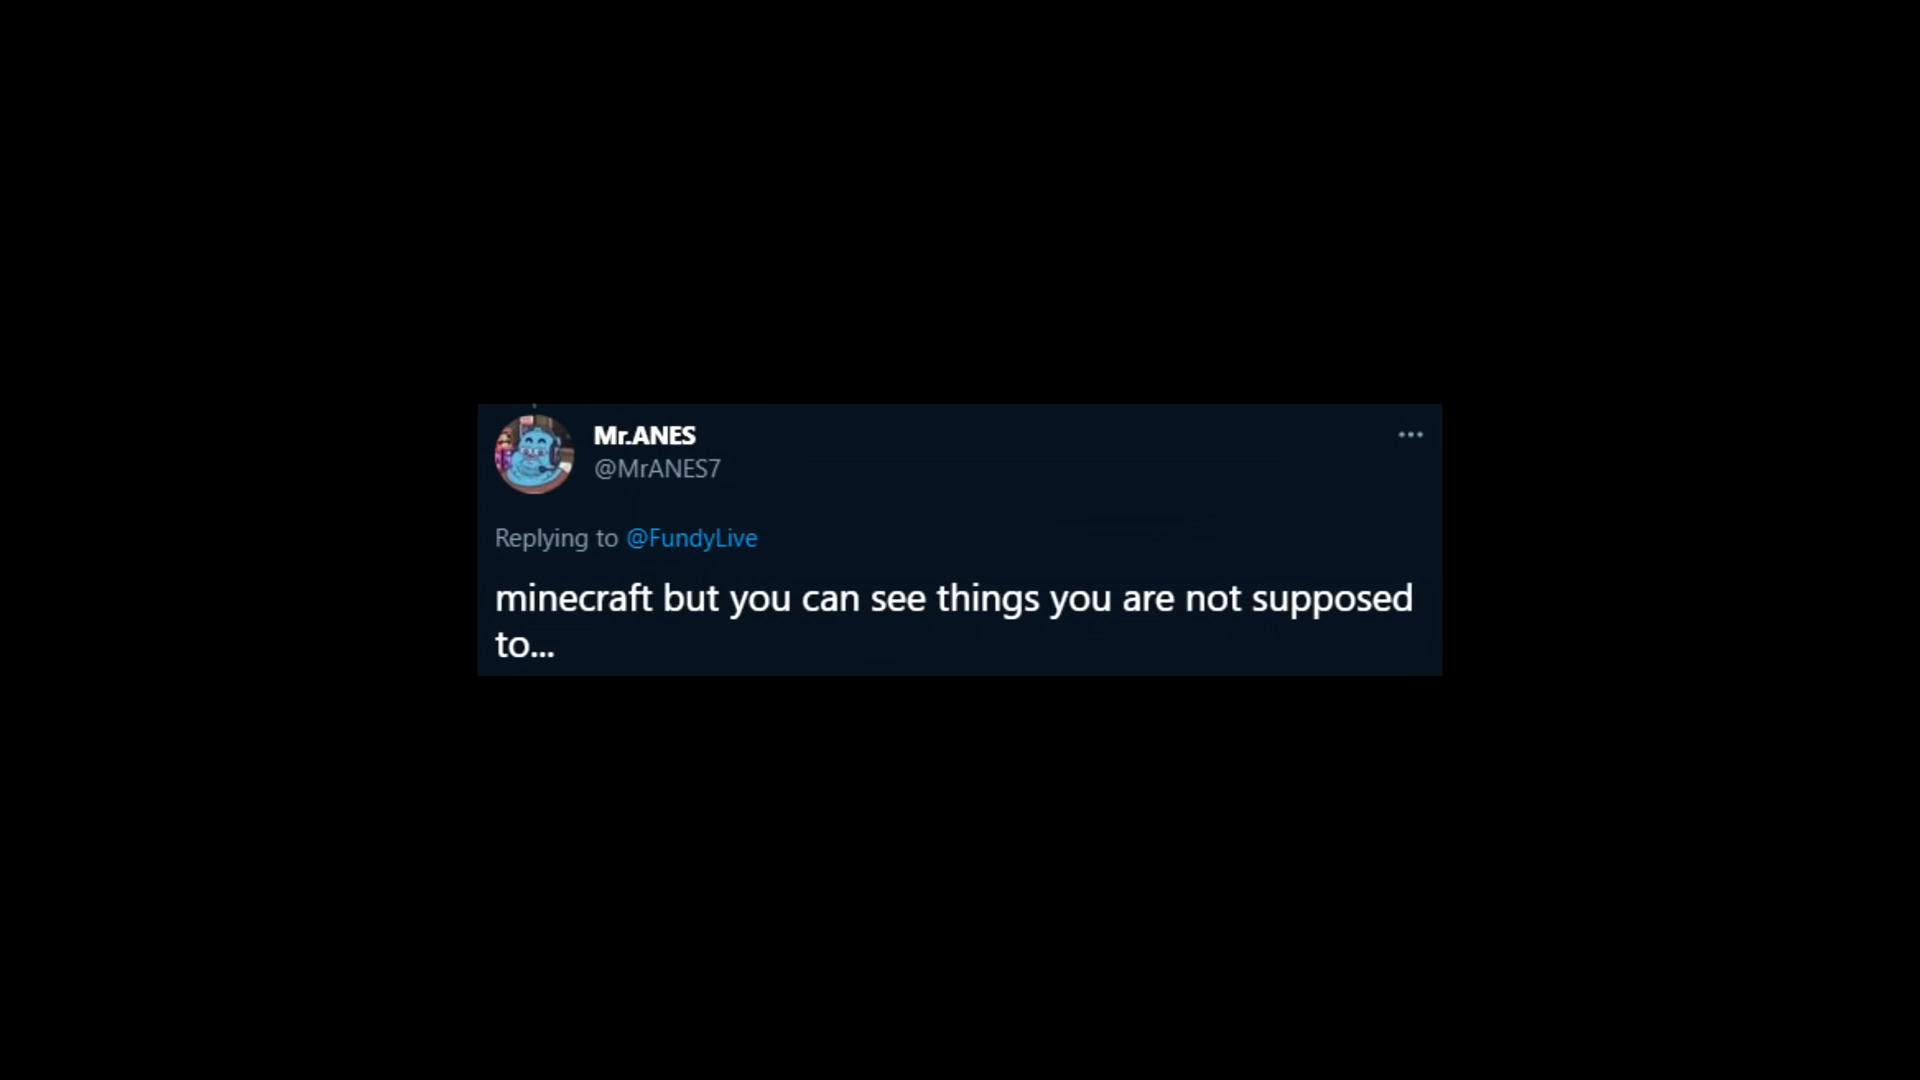 Mr.ANES
@MrANES7
Replying to @FundyLive
minecraft but you can see things you are not supposed
to...